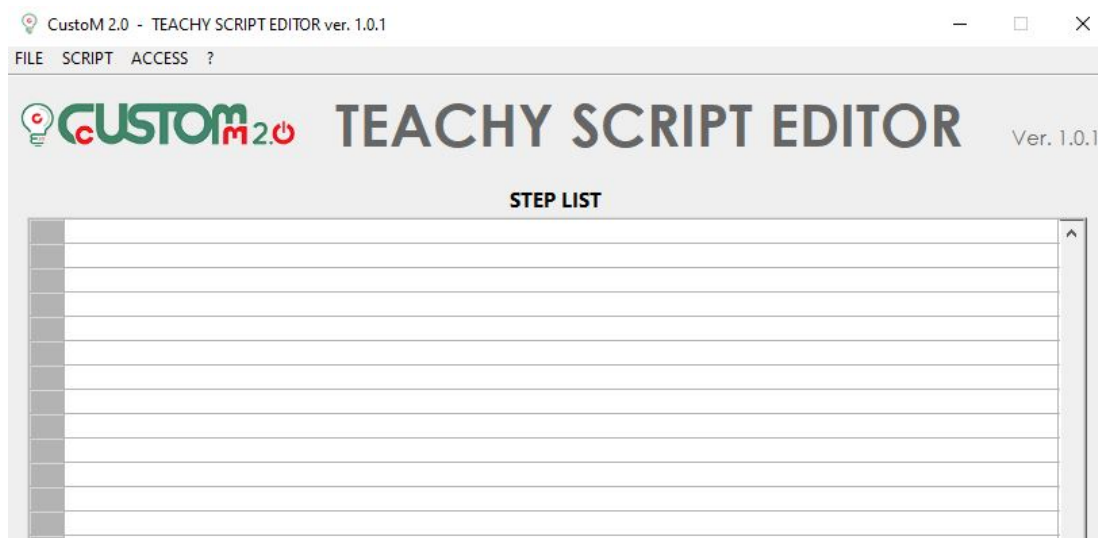 CustoM 2.0 - TEACHY SCRIPT EDITOR ver. 1.0.1
FILE SCRIPT ACCESS ?
CUSTOM 2.0 TEACHY SCRIPT EDITOR Ver. 1.0.1
STEP LIST